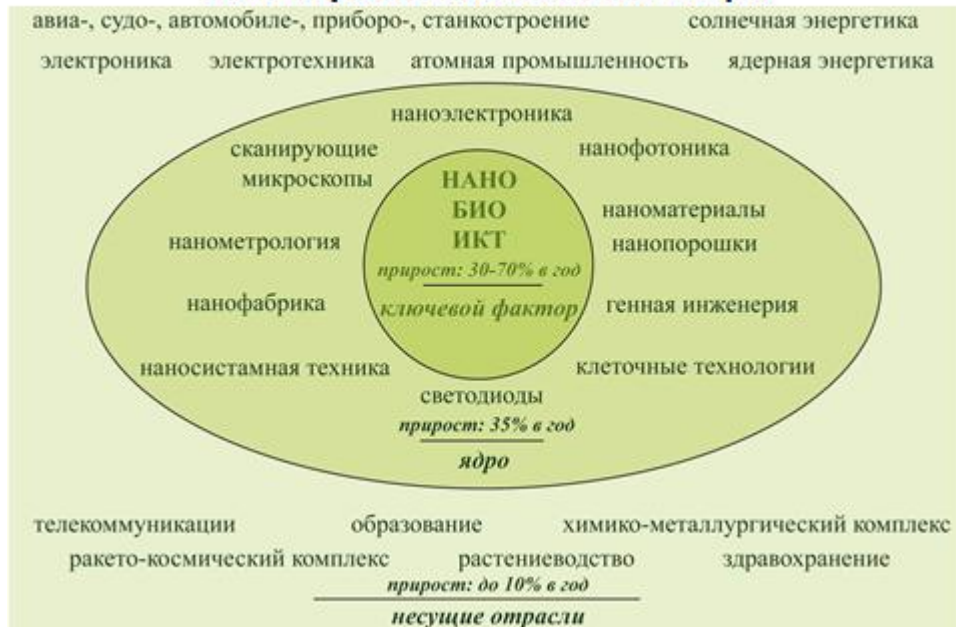 авиа-, судо-, автомобиле-, приборо-, станкостроение солнечная энергетика
электроника электротехника атомная промышленность ядерная энергетика
наноэлектроника
сканирующие нанофотоника
микроскопы
НАНО
БИО наноматериалы
нанометрология ИКТ нанопорошки
прирост: 30-70% в год
нанофабрика ключевой фактор генная инженерия
наносистамная техника клеточные технологии
светодиоды
прирост: 35% в год
ядро
телекоммуникации образование химико-металлургический комплекс
ракето-космический комплекс растениеводство здравохранение
прирост: до 10% в год
несущие отрасли